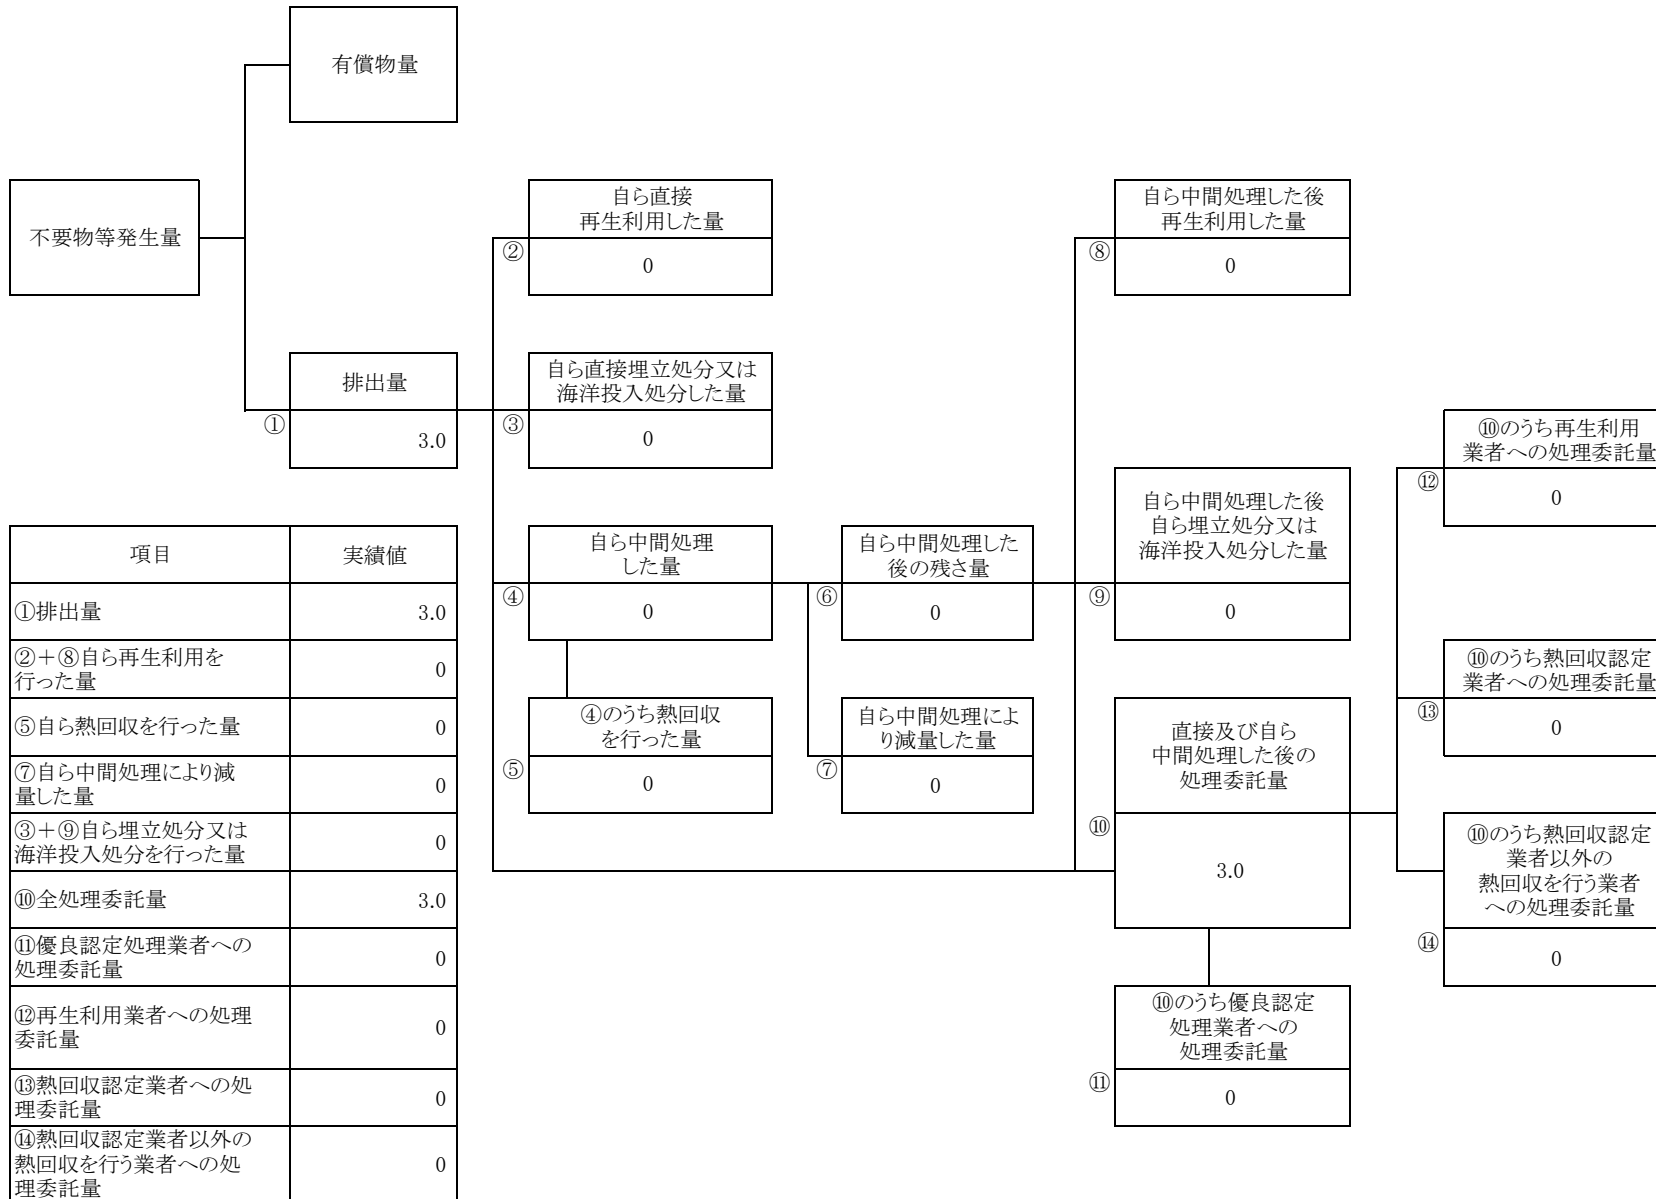 有償物量
不要物等発生量
自ら直接
再生利用した量
②
0
自ら中間処理した後
再生利用した量
⑧
0
排出量
①
3.0
自ら直接埋立処分又は
海洋投入処分した量
③
0
⑩のうち再生利用
業者への処理委託量
⑫
0
自ら中間処理した後
自ら埋立処分又は
海洋投入処分した量
⑨
0
自ら中間処理
した量
④
0
自ら中間処理した
後の残さ量
⑥
0
⑩のうち熱回収認定
業者への処理委託量
⑬
0
④のうち熱回収
を行った量
⑤
0
自ら中間処理によ
り減量した量
⑦
0
直接及び自ら
中間処理した後の
処理委託量
⑩
3.0
⑩のうち熱回収認定
業者以外の
熱回収を行う業者
への処理委託量
⑭
0
⑩のうち優良認定
処理業者への
処理委託量
⑪
0
項目 実績値
①排出量 3.0
②+⑧自ら再生利用を
行った量 0
⑤自ら熱回収を行った量 0
⑦自ら中間処理により減
量した量 0
③+⑨自ら埋立処分又は
海洋投入処分を行った量 0
⑩全処理委託量 3.0
⑪優良認定処理業者への
処理委託量 0
⑫再生利用業者への処理
委託量 0
⑬熱回収認定業者への処
理委託量 0
⑭熱回収認定業者以外の
熱回収を行う業者への処
理委託量 0